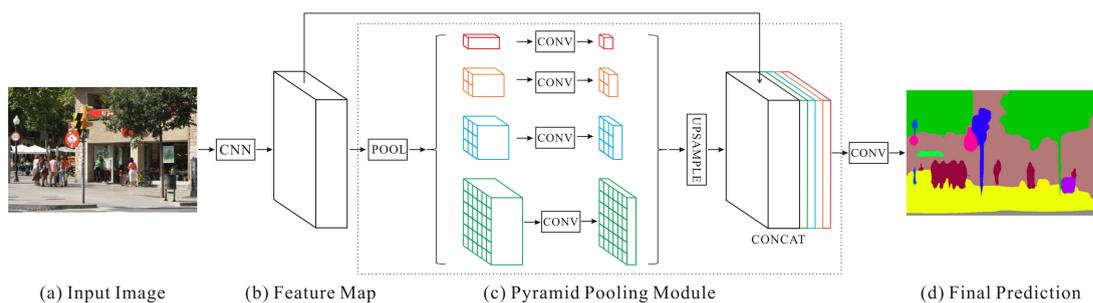 CNN
POOL
CONV
CONV
CONV
CONV
UPSAMPLE
CONCAT
CONV
(a) Input Image
(b) Feature Map
(c) Pyramid Pooling Module
(d) Final Prediction